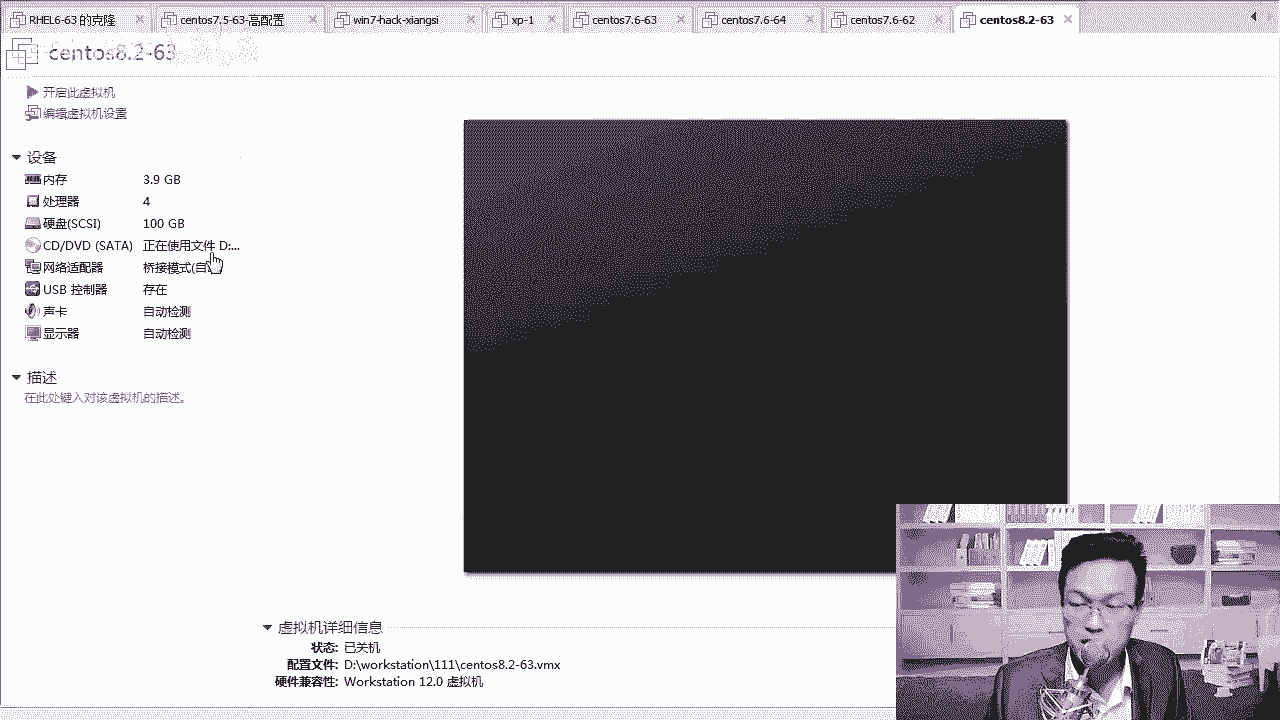 RHEL6-63 的克隆
centos7.5-63-高配置
win7-hack-xiangsi
xp-1
centos7.6-63
centos7.6-64
centos7.6-62
centos8.2-63
centos8.2-63
开启此虚拟机
编辑虚拟机设置
设备
内存 3.9 GB
处理器 4
硬盘(SCSI) 100 GB
CD/DVD (SATA) 正在使用文件 D:...
网络适配器 桥接模式(自
USB 控制器 存在
声卡 自动检测
显示器 自动检测
描述
在此处键入对该虚拟机的描述。
虚拟机详细信息
状态: 已关机
配置文件: D:\workstation\111\centos8.2-63.vmx
硬件兼容性: Workstation 12.0 虚拟机